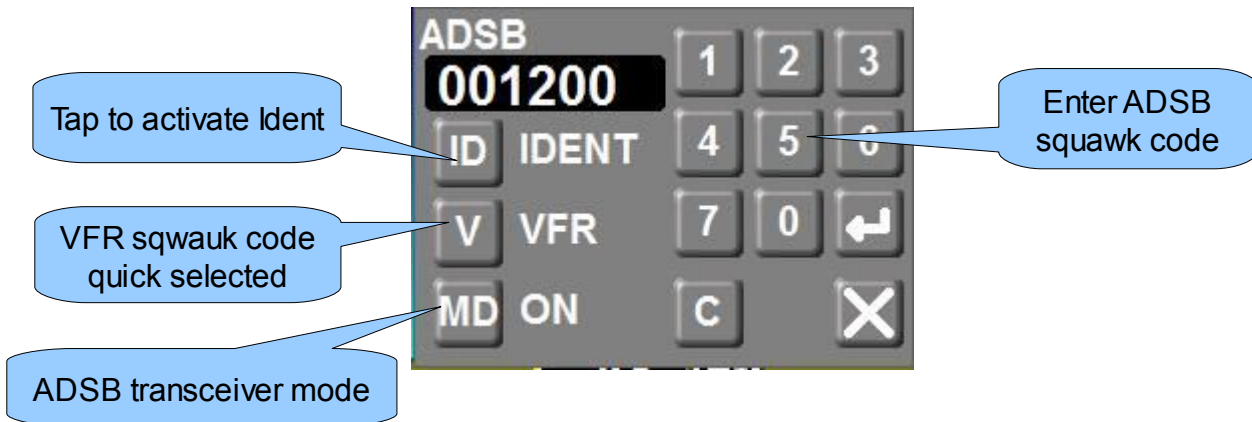 ADSB
001200
1 2 3
Tap to activate Ident
ID IDENT
4 5 6
Enter ADSB
squawk code
VFR sqwauk code
quick selected
V VFR
7 0
MD ON
C
ADSB transceiver mode